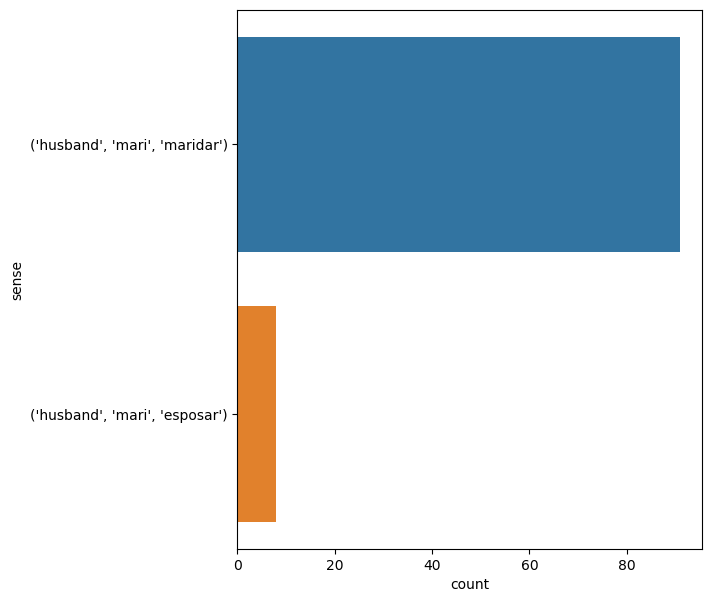 ('husband', 'mari', 'maridar')
sense
('husband', 'mari', 'esposar')
0 20 40 60 80
count